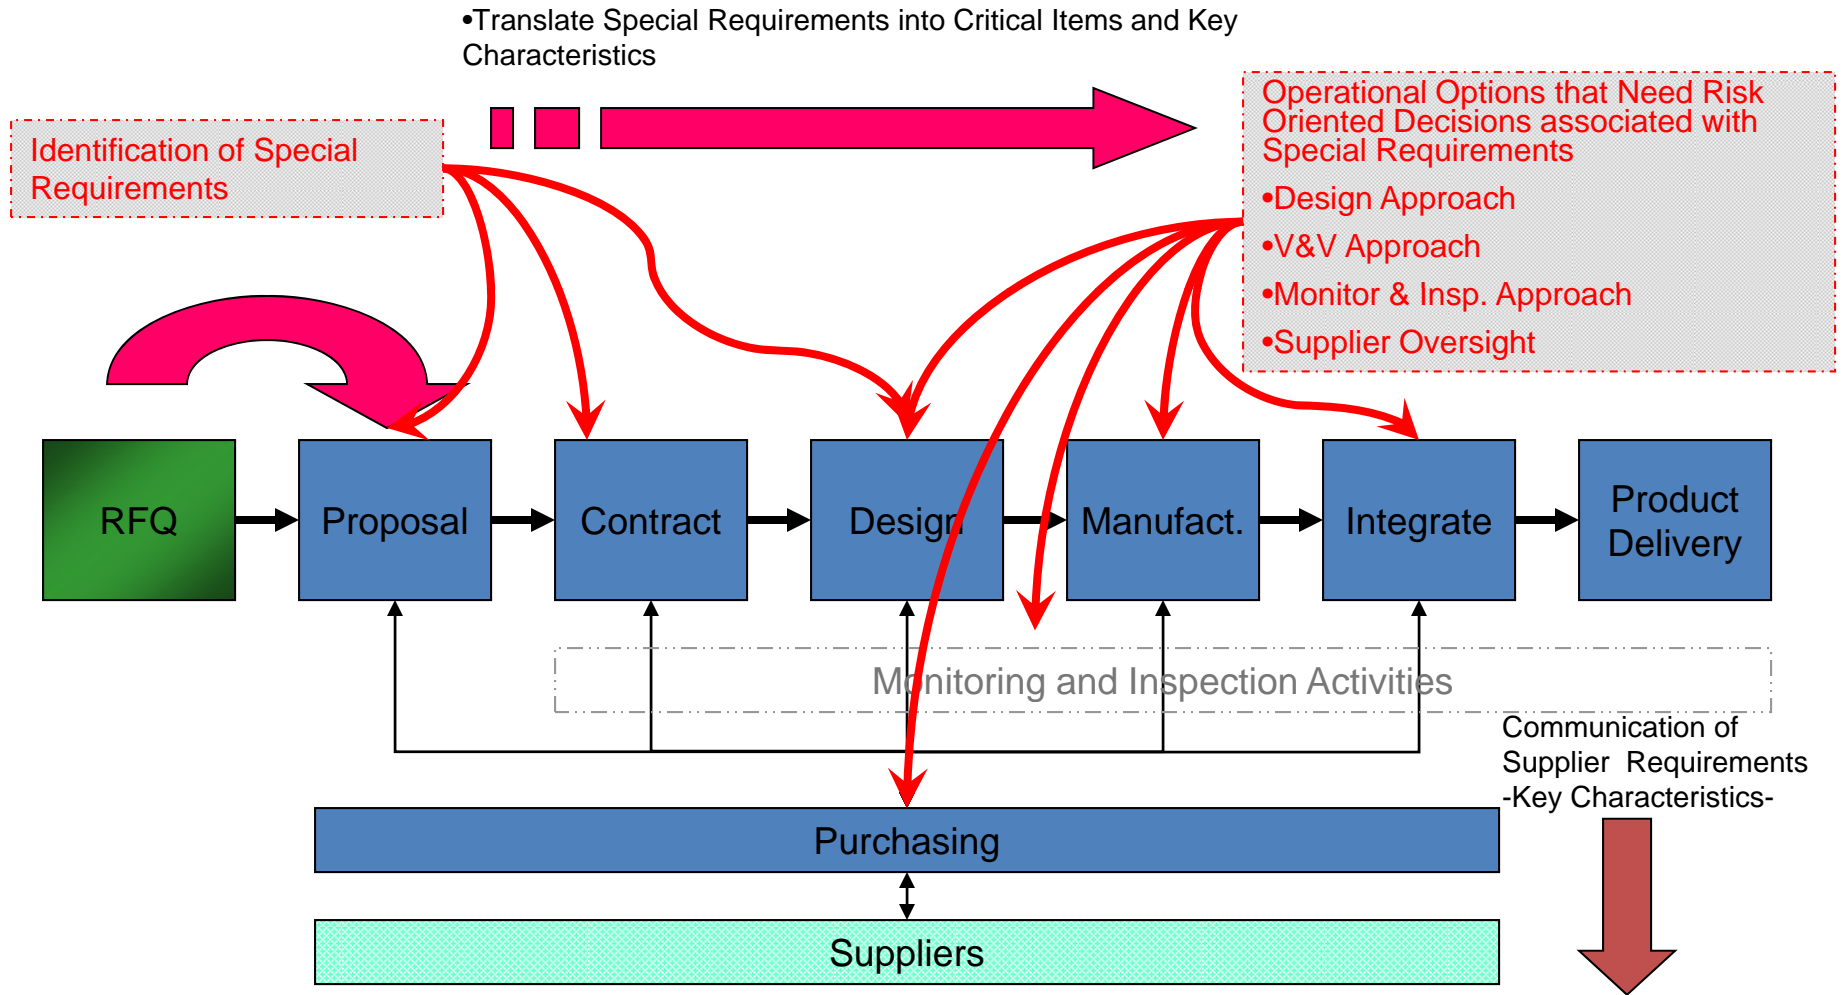 •Translate Special Requirements into Critical Items and Key
Characteristics
Identification of Special
Requirements
Operational Options that Need Risk
Oriented Decisions associated with
Special Requirements
•Design Approach
•V&V Approach
•Monitor & Insp. Approach
•Supplier Oversight
RFQ
Proposal
Contract
Design
Manufact.
Integrate
Product
Delivery
Monitoring and Inspection Activities
Communication of
Supplier  Requirements
-Key Characteristics-
Purchasing
Suppliers